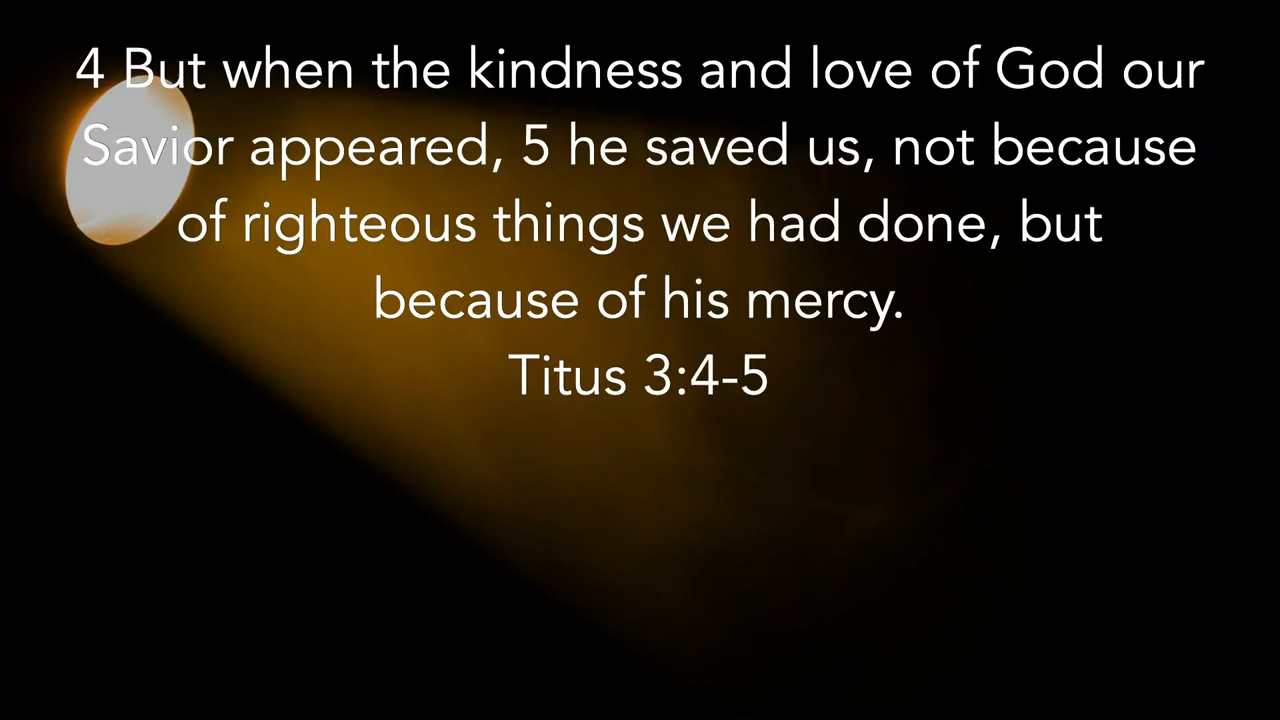 4 But when the kindness and love of God our
Savior appeared, 5 he saved us, not because
of righteous things we had done, but
because of his mercy.
Titus 3:4-5